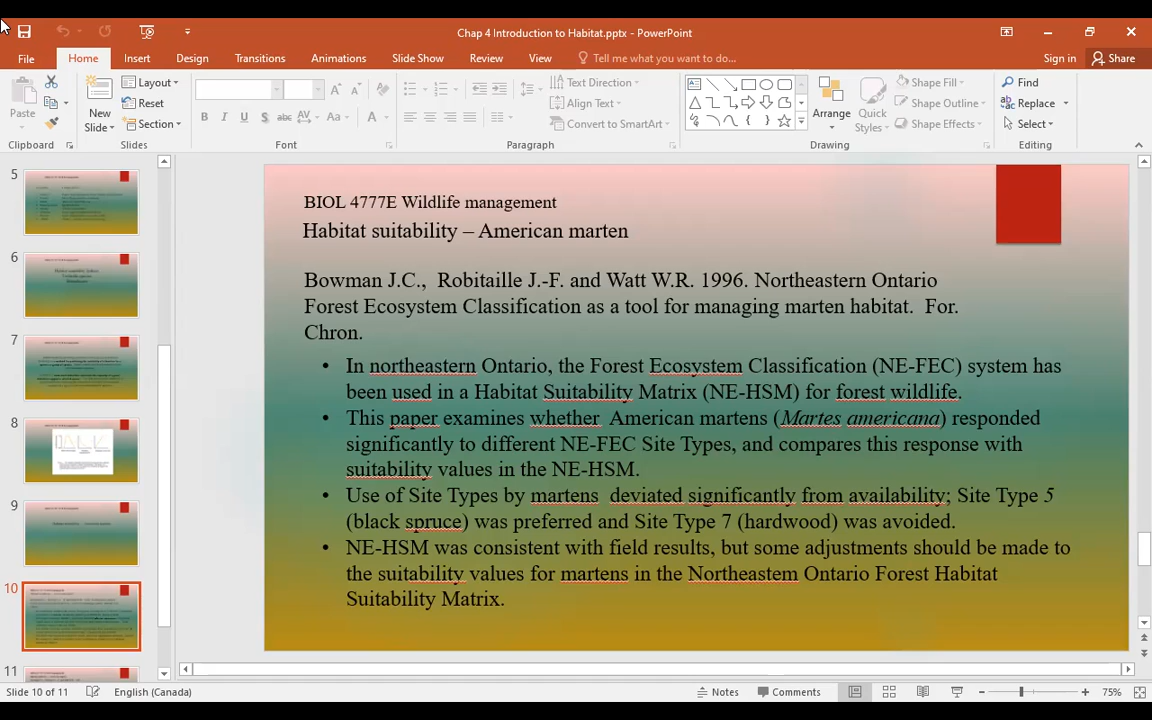 Chap 4 Introduction to Habitat.pptx - PowerPoint
File Home Insert Design Transitions Animations Slide Show Review View Tell me what you want to do... Sign in Share
Paste
New Slide
Layout
Reset
Section
Text Direction
Align Text
Convert to SmartArt
Arrange
Quick Styles
Shape Fill
Shape Outline
Shape Effects
Find
Replace
Select
Clipboard Slides Font Paragraph Drawing Editing
5
6
7
8
9
10
11
BIOL 4777E Wildlife management
Habitat suitability – American marten
Bowman J.C., Robitaille J.-F. and Watt W.R. 1996. Northeastern Ontario
Forest Ecosystem Classification as a tool for managing marten habitat. For.
Chron.
• In northeastern Ontario, the Forest Ecosystem Classification (NE-FEC) system has
been used in a Habitat Suitability Matrix (NE-HSM) for forest wildlife.
• This paper examines whether American martens (Martes americana) responded
significantly to different NE-FEC Site Types, and compares this response with
suitability values in the NE-HSM.
• Use of Site Types by martens deviated significantly from availability; Site Type 5
(black spruce) was preferred and Site Type 7 (hardwood) was avoided.
• NE-HSM was consistent with field results, but some adjustments should be made to
the suitability values for martens in the Northeastem Ontario Forest Habitat
Suitability Matrix.
Slide 10 of 11 English (Canada) Notes Comments 75%